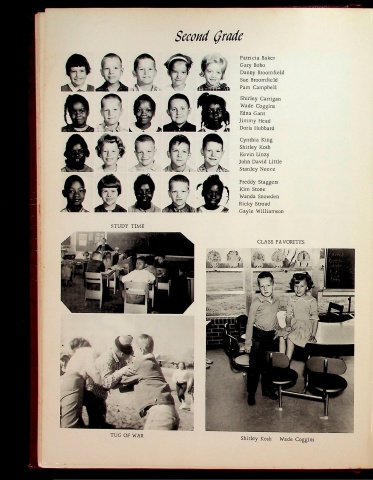 Second Grade
Patricia Baker
Gary Bobo
Danny Broomfield
Sue Broomfield
Pam Campbell
Shirley Carrigan
Wade Coggins
Edna Gant
Jimmy Head
Doris Hubbard
Cynthia King
Shirley Kosh
Kevin Linzy
John David Little
Stanley Neece
Freddy Staggers
Kim Stone
Wanda Snowden
Ricky Stroud
Gayle Williamson
STUDY TIME
CLASS FAVORITES
TUG OF WAR
Shirley Kosh Wade Coggins